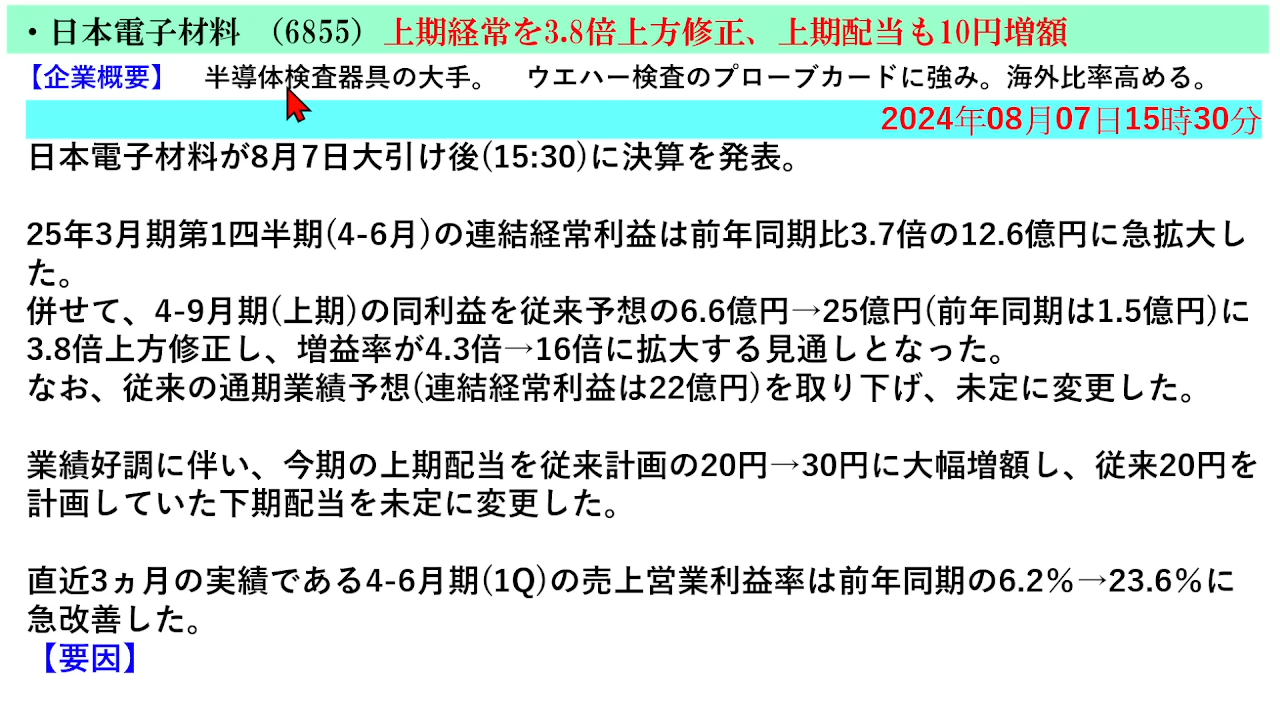 ・日本電子材料 （6855） 上期経常を3.8倍上方修正、上期配当も10円増額
【企業概要】 半導体検査器具の大手。 ウエハー検査のプローブカードに強み。海外比率高める。
2024年08月07日15時30分
日本電子材料が8月7日大引け後(15:30)に決算を発表。
25年3月期第1四半期(4-6月)の連結経常利益は前年同期比3.7倍の12.6億円に急拡大し
た。
併せて、4-9月期(上期)の同利益を従来予想の6.6億円→25億円(前年同期は1.5億円)に
3.8倍上方修正し、増益率が4.3倍→16倍に拡大する見通しとなった。
なお、従来の通期業績予想(連結経常利益は22億円)を取り下げ、未定に変更した。
業績好調に伴い、今期の上期配当を従来計画の20円→30円に大幅増額し、従来20円を
計画していた下期配当を未定に変更した。
直近3ヵ月の実績である4-6月期(1Q)の売上営業利益率は前年同期の6.2％→23.6％に
急改善した。
【要因】